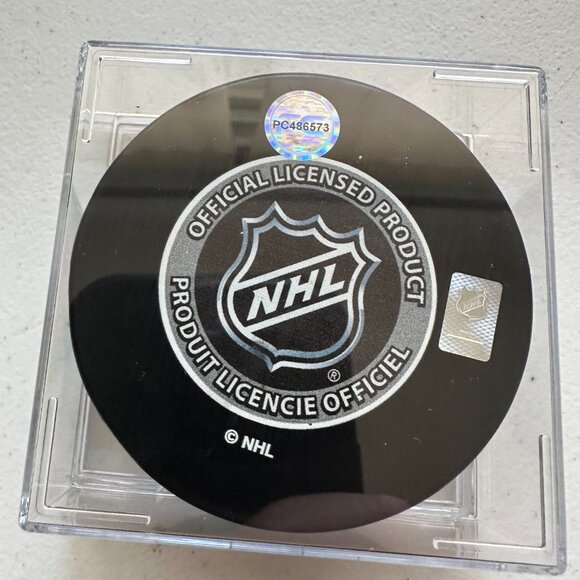 PC486573
OFFICIAL LICENSED PRODUCT
NHL
®
PRODUIT LICENCIE OFFICIEL
© NHL